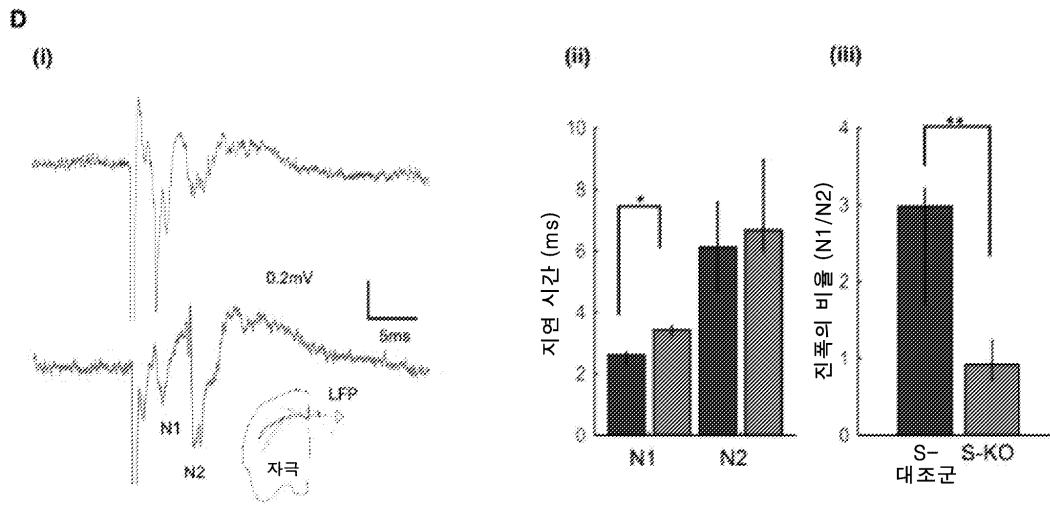 D
(i)
0.2mV
5ms
N1
N2
LFP
자극
(ii)
지연 시간 (ms)
10
8
6
4
2
0
*
N1
N2
(iii)
진폭의 비율 (N1/N2)
4
3
2
1
0
**
S-
대조군
S-KO